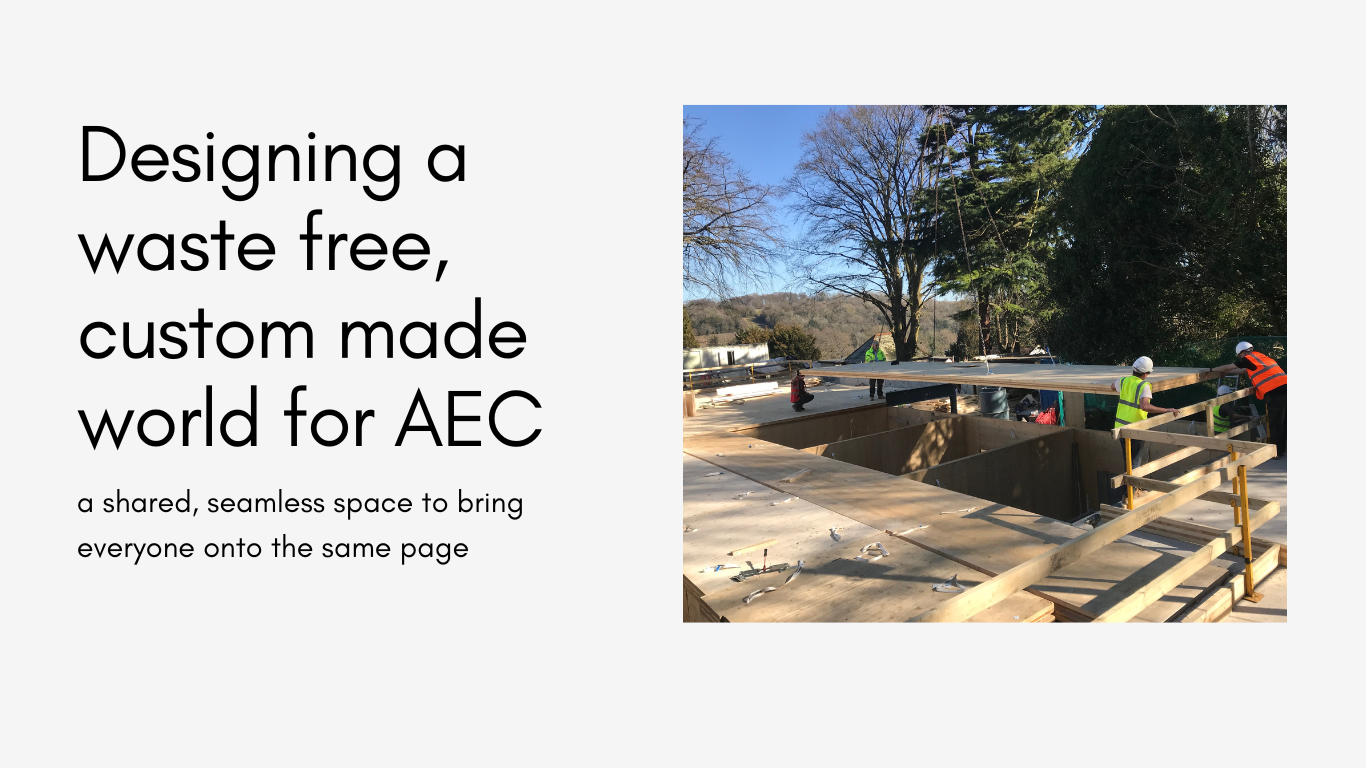 Designing a
waste free,
custom made
world for AEC
a shared, seamless space to bring
everyone onto the same page